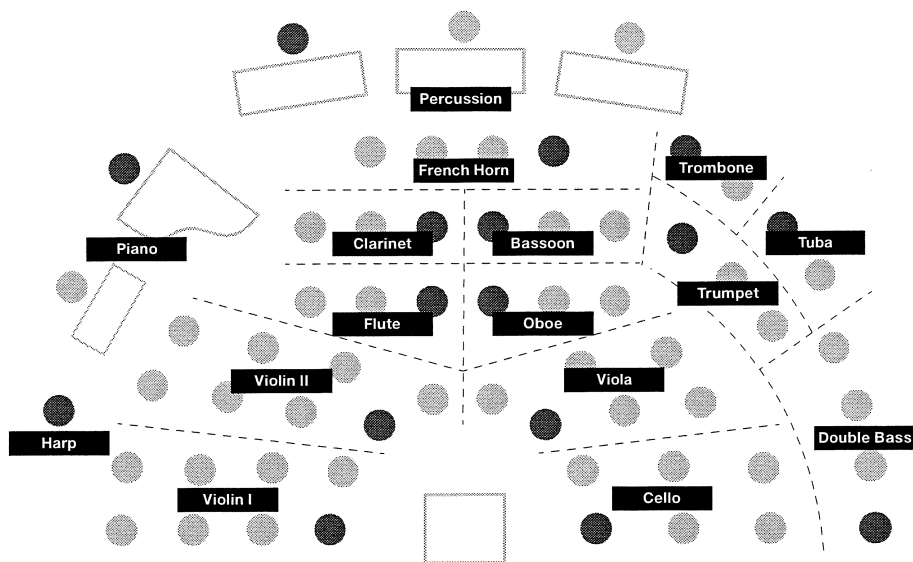 Percussion
French Horn
Trombone
Piano
Clarinet
Bassoon
Tuba
Trumpet
Flute
Oboe
Violin II
Viola
Harp
Double Bass
Violin I
Cello